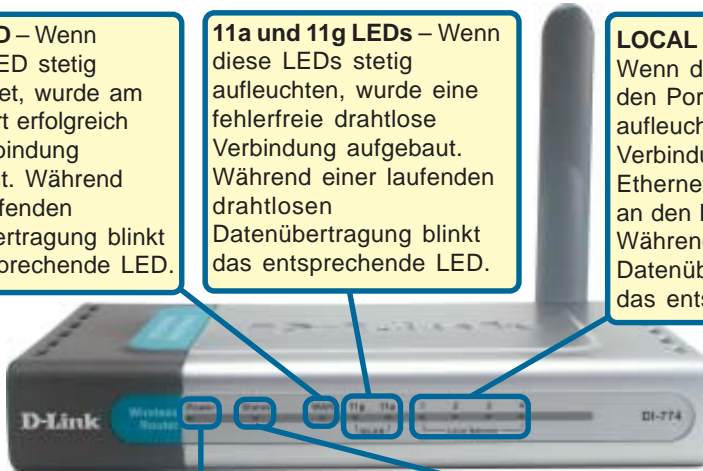 D – Wenn
ED stetig
et, wurde am
rt erfolgreich
bindung
ut. Während
fenden
ertragung blinkt
prechende LED.
11a und 11g LEDs – Wenn
diese LEDs stetig
aufleuchten, wurde eine
fehlerfreie drahtlose
Verbindung aufgebaut.
Während einer laufenden
drahtlosen
Datenübertragung blinkt
das entsprechende LED.
LOCAL
Wenn d
den Por
aufleuch
Verbindu
Etherne
an den
Während
Datenüb
das ents
D-Link
Wireless
Router
Power
Status
WAN
11g 11a
WLAN
1 2 3 4
Local Network
DI-774